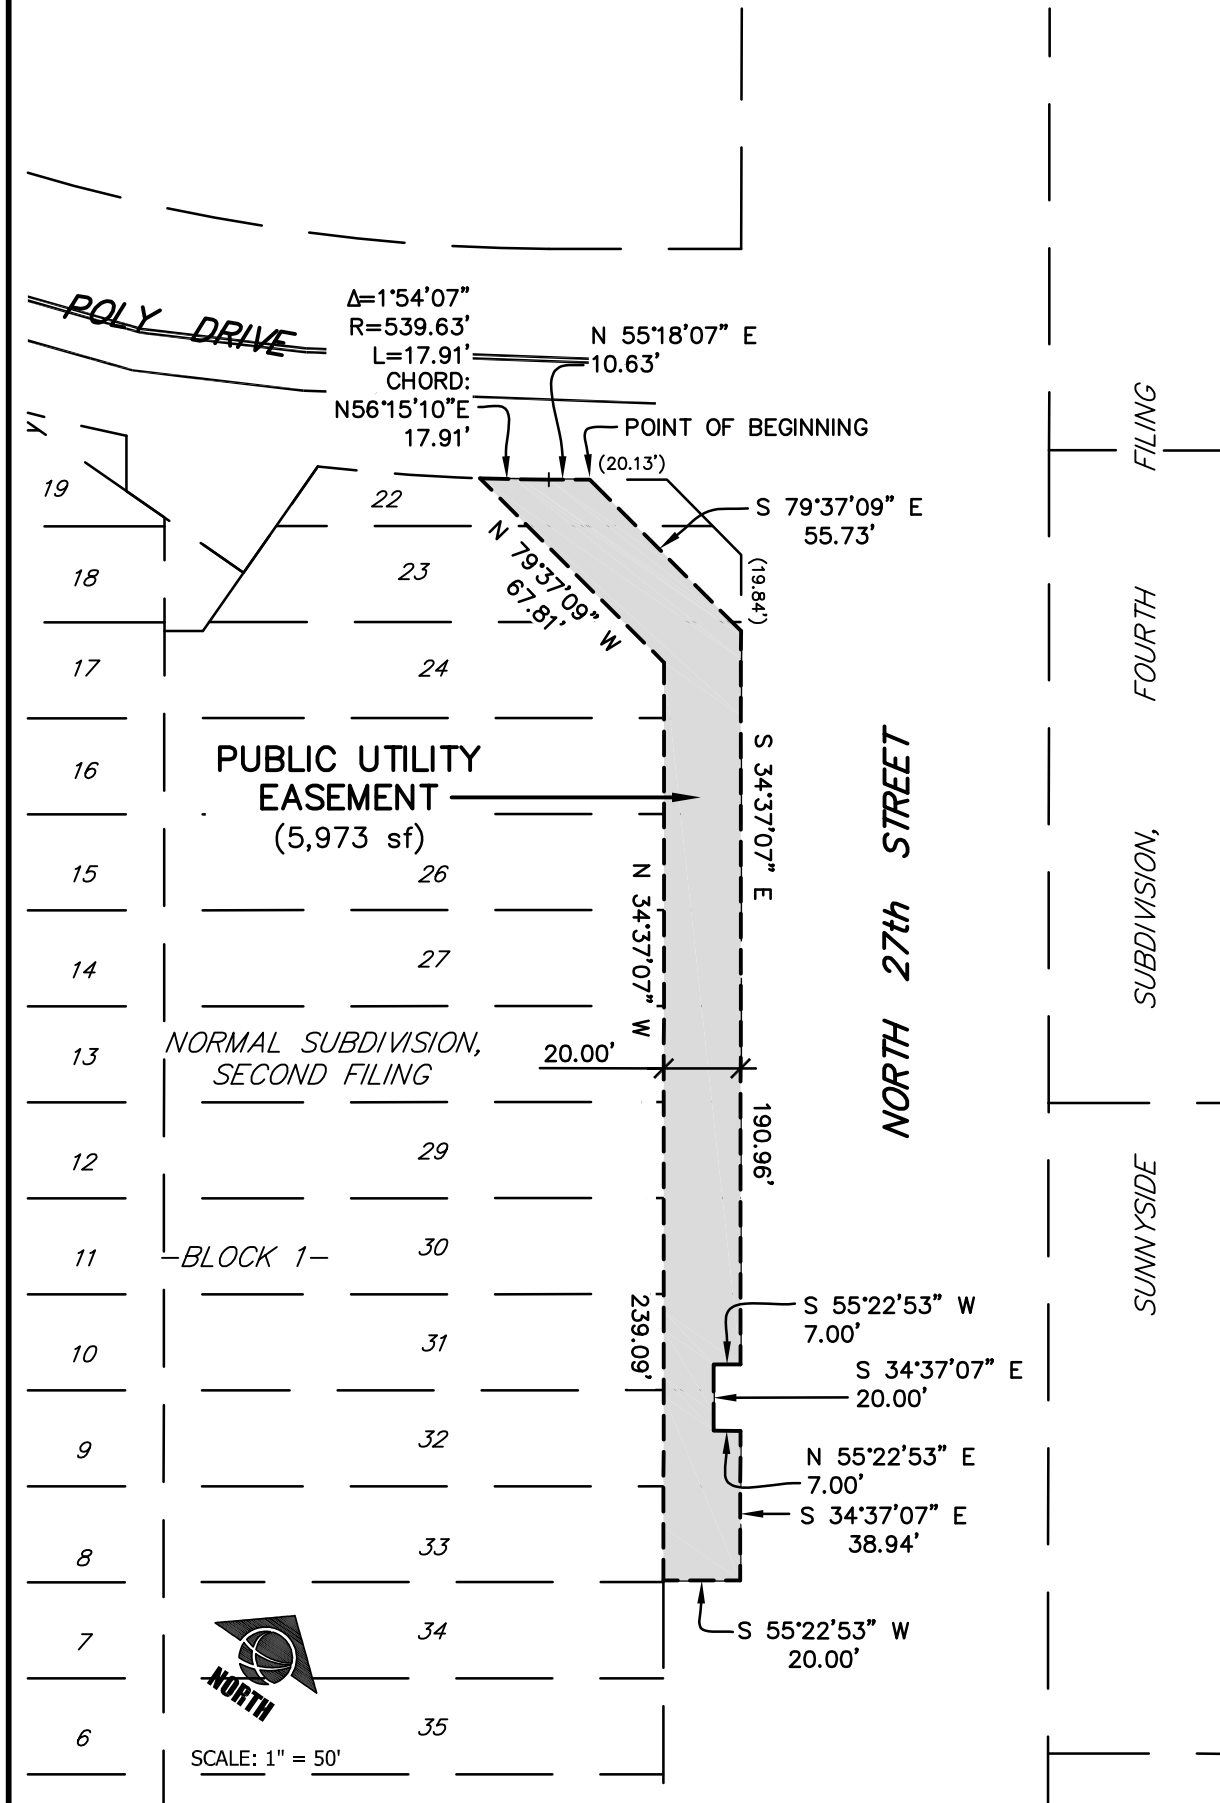 POLY DRIVE
Δ=1°54'07"
R=539.63'
L=17.91'
CHORD:
N56°15'10"E
17.91'
N 55°18'07" E
10.63'
POINT OF BEGINNING
(20.13')
S 79°37'09" E
55.73'
(19.84')
N 79°37'09" W
67.81'
19
22
18
23
17
24
PUBLIC UTILITY
EASEMENT
(5,973 sf)
16
15
26
14
27
S 34°37'07" E
190.96'
N 34°37'07" W
239.09'
NORTH 27th STREET
SUNNYSIDE SUBDIVISION, FOURTH FILING
NORMAL SUBDIVISION,
SECOND FILING
13
20.00'
12
29
11
-BLOCK 1-
30
10
31
S 55°22'53" W
7.00'
S 34°37'07" E
20.00'
9
32
N 55°22'53" E
7.00'
S 34°37'07" E
38.94'
8
33
S 55°22'53" W
20.00'
7
34
NORTH
6
35
SCALE: 1" = 50'